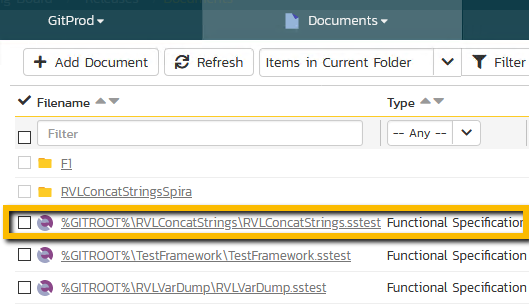 GitProd
Documents
Add Document Refresh Items in Current Folder Filter
Filename Type
Filter -- Any --
F1
RVLConcatStringsSpira
%GITROOT%\RVLConcatStrings\RVLConcatStrings.sstest Functional Specification
%GITROOT%\TestFramework\TestFramework.sstest Functional Specification
%GITROOT%\RVLVarDump\RVLVarDump.sstest Functional Specification